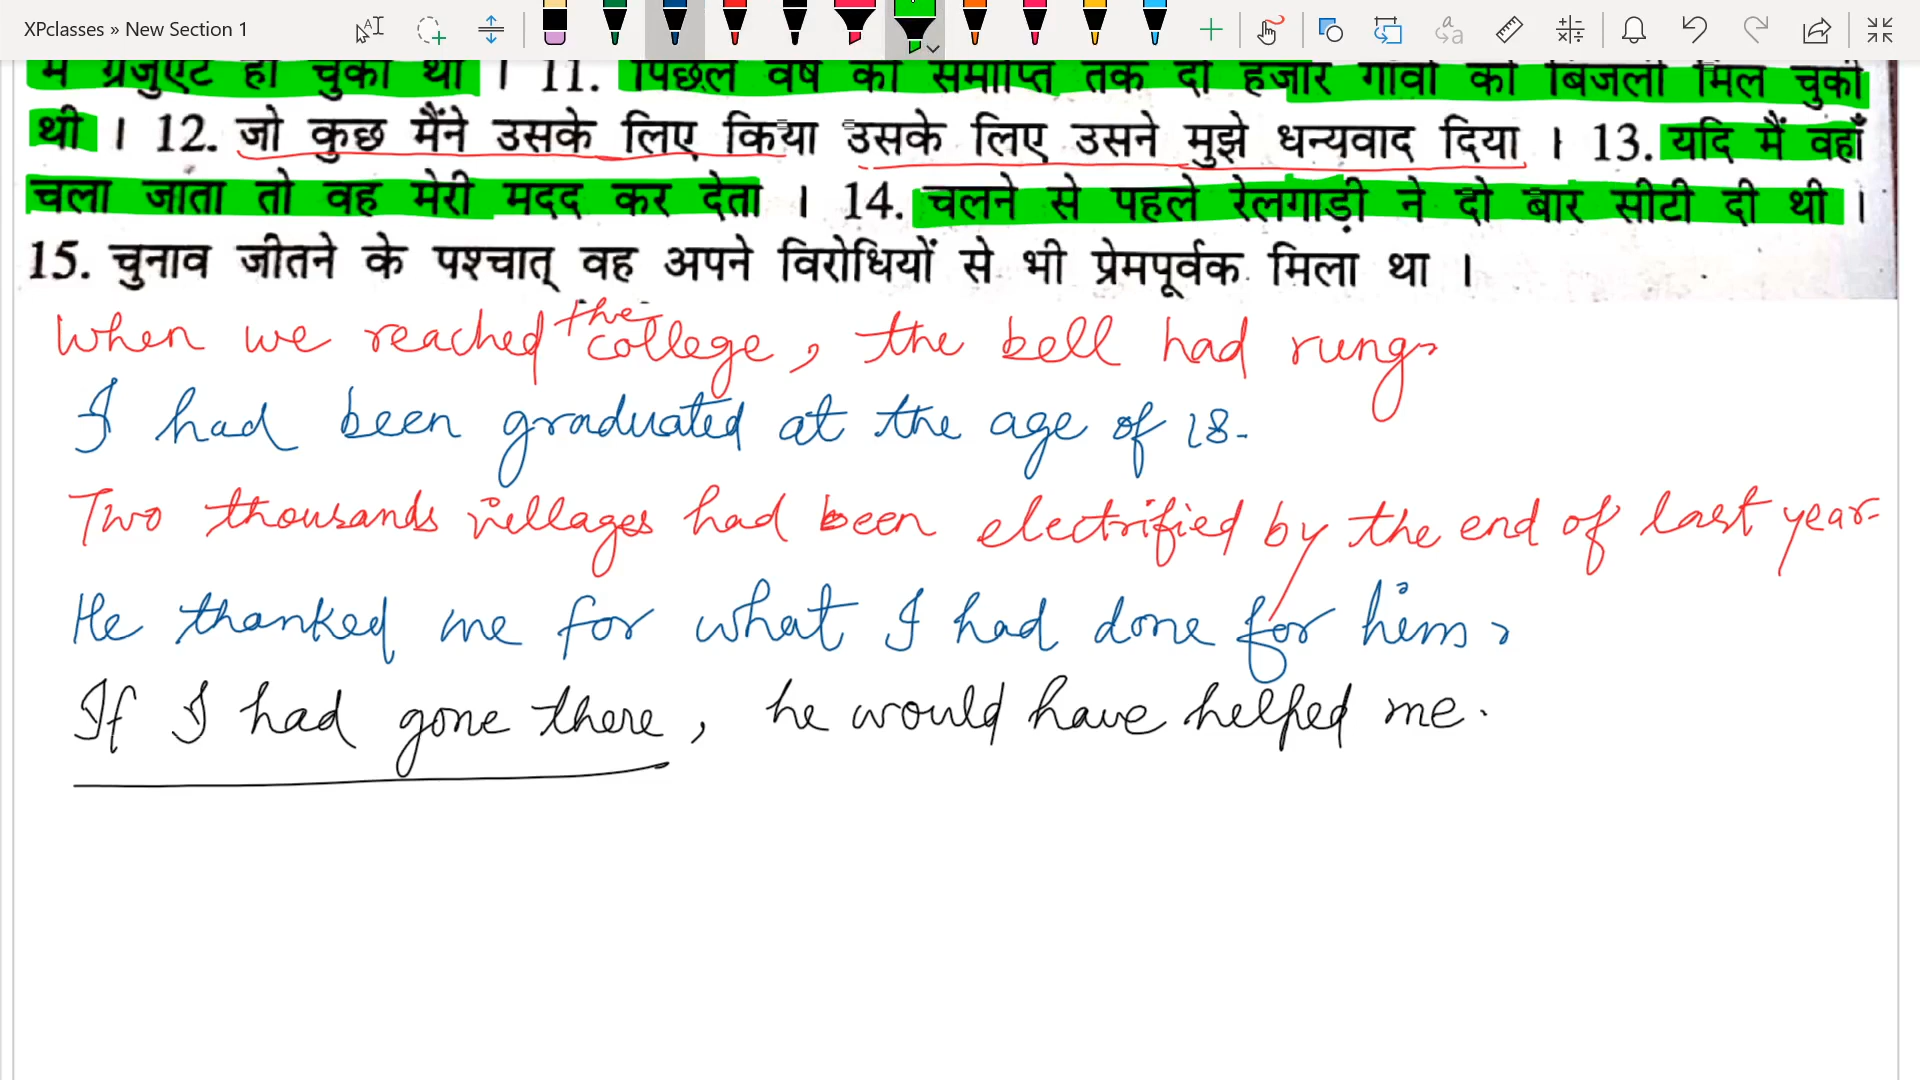 XPclasses » New Section 1
में ग्रेजुएट हो चुका था । 11. पिछले वर्ष की समाप्ति तक दो हजार गाँवों को बिजली मिल चुकी
थी । 12. जो कुछ मैंने उसके लिए किया उसके लिए उसने मुझे धन्यवाद दिया । 13. यदि मैं वहाँ
चला जाता तो वह मेरी मदद कर देता । 14. चलने से पहले रेलगाड़ी ने दो बार सीटी दी थी ।
15. चुनाव जीतने के पश्चात् वह अपने विरोधियों से भी प्रेमपूर्वक मिला था ।
When we reached the college, the bell had rung.
I had been graduated at the age of 18.
Two thousands villages had been electrified by the end of last year.
He thanked me for what I had done for him.
If I had gone there, he would have helped me.